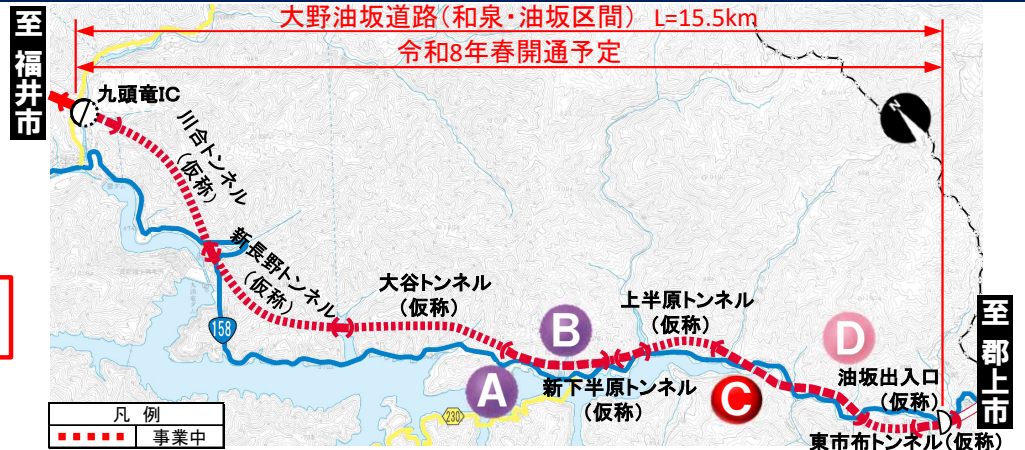 大野油坂道路(和泉・油坂区間) L=15.5km
令和8年春開通予定
至 福井市
九頭竜IC
川合トンネル
(仮称)
N
新長野トンネル
(仮称)
大谷トンネル
(仮称)
上半原トンネル
(仮称)
158
B
D
至 郡上市
A
新下半原トンネル
(仮称)
C
油坂出入口
(仮称)
230
東市布トンネル(仮称)
凡 例
事業中